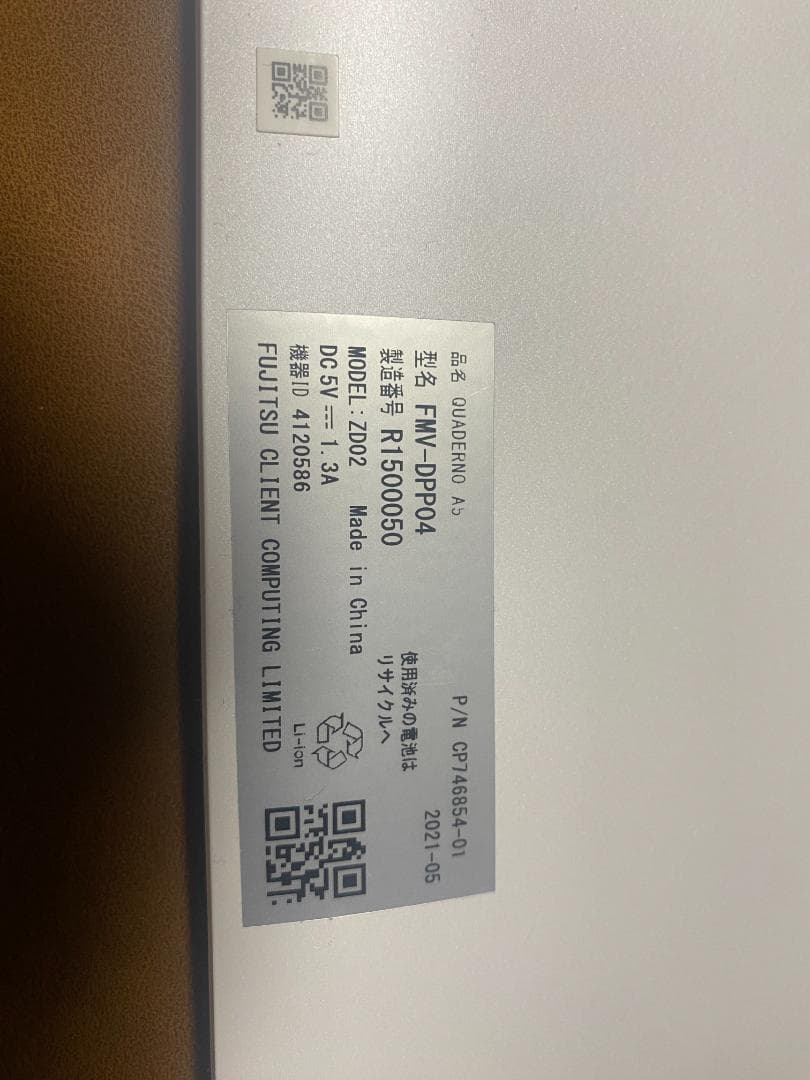 品名 QUADERNO A5
P/N CP746854-01
型名 FMV-DPP04
2021-05
製造番号 R1500050
使用済みの電池は
リサイクルへ
MODEL:ZD02 Made in China
DC5V⎓1.3A
機器ID 4120586
Li-ion
FUJITSU CLIENT COMPUTING LIMITED